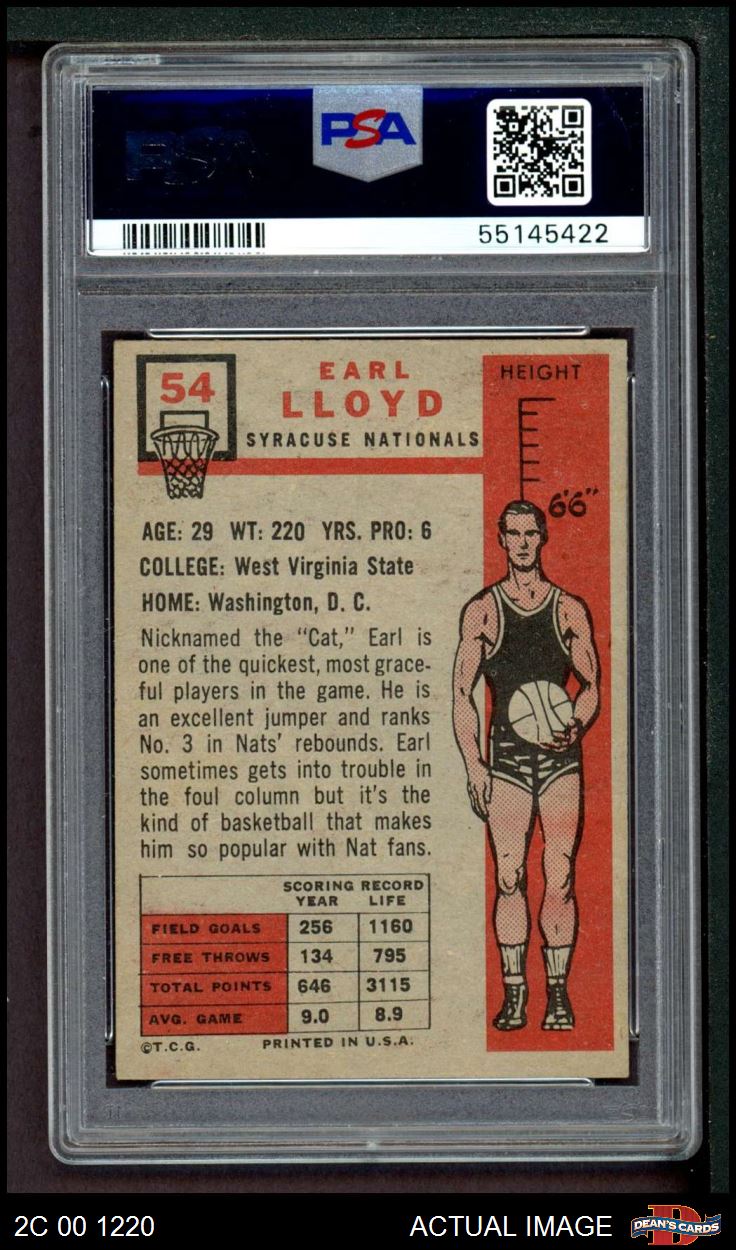 PSA
55145422
54
EARL
LLOYD
SYRACUSE NATIONALS
HEIGHT
6'6"
AGE: 29 WT: 220 YRS. PRO: 6
COLLEGE: West Virginia State
HOME: Washington, D. C.
Nicknamed the "Cat," Earl is
one of the quickest, most grace-
ful players in the game. He is
an excellent jumper and ranks
No. 3 in Nats' rebounds. Earl
sometimes gets into trouble in
the foul column but it's the
kind of basketball that makes
him so popular with Nat fans.
SCORING RECORD
YEAR LIFE
FIELD GOALS 256 1160
FREE THROWS 134 795
TOTAL POINTS 646 3115
AVG. GAME 9.0 8.9
©T.C.G. PRINTED IN U.S.A.
2C 00 1220 ACTUAL IMAGE DEAN'S CARDS